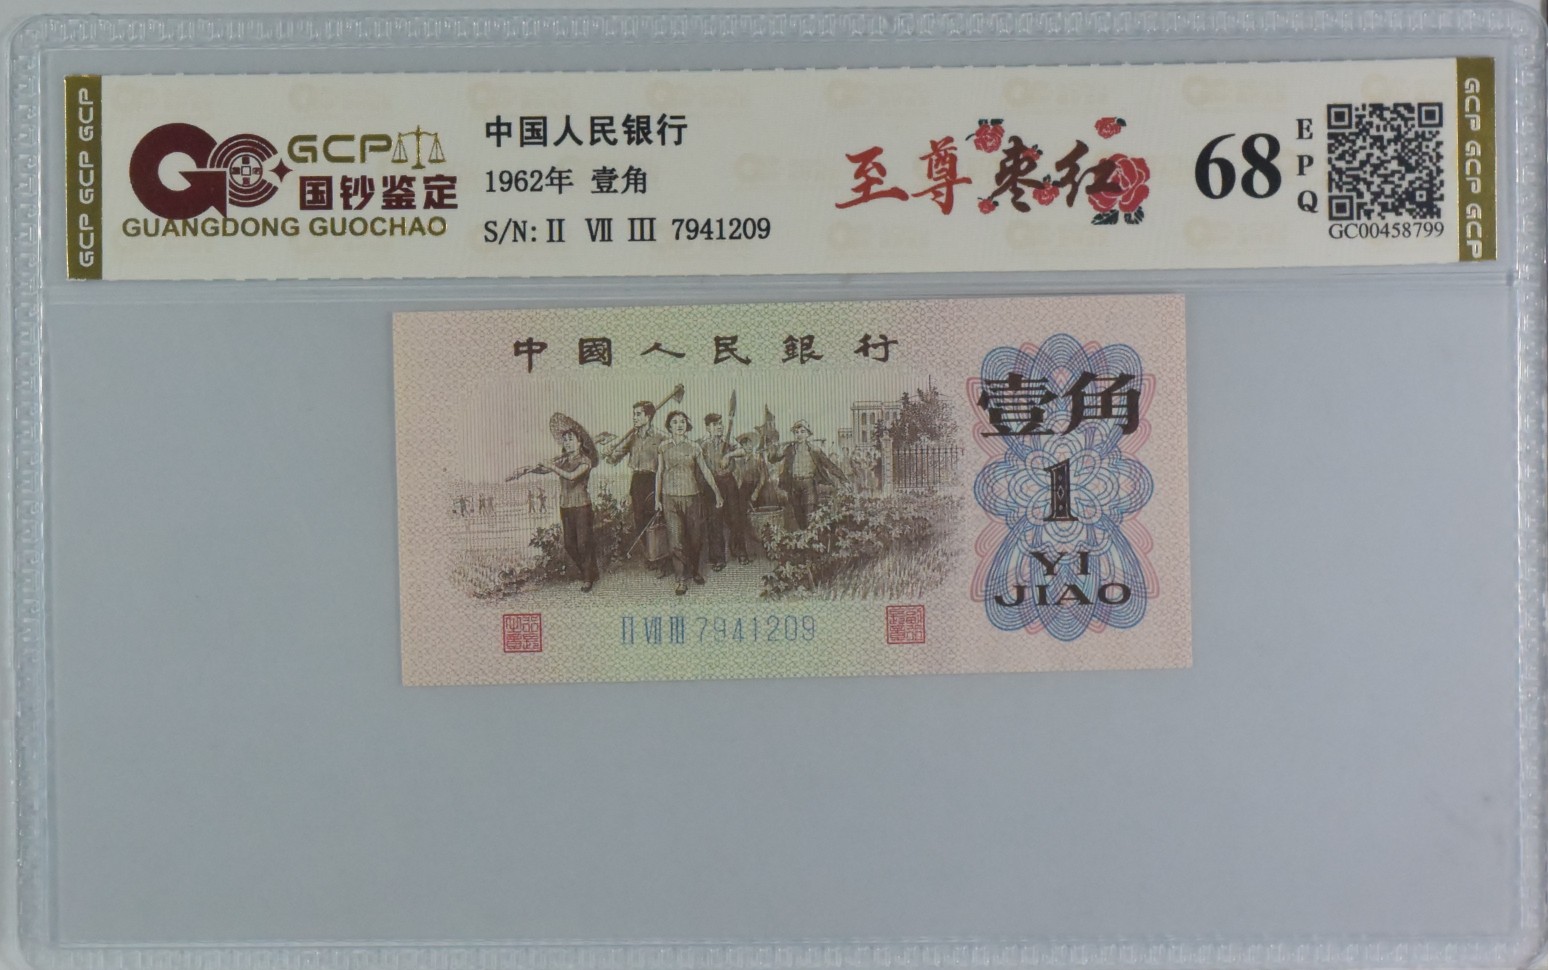 GCP GCP GCP
GCP
国钞鉴定
GUANGDONG GUOCHAO
中国人民银行
1962年 壹角
S/N: II VII III 7941209
至尊枣红
68
EPQ
GC00458799
GCP GCP GCP
中國人民銀行
壹角
1
YI
JIAO
II VII III 7941209